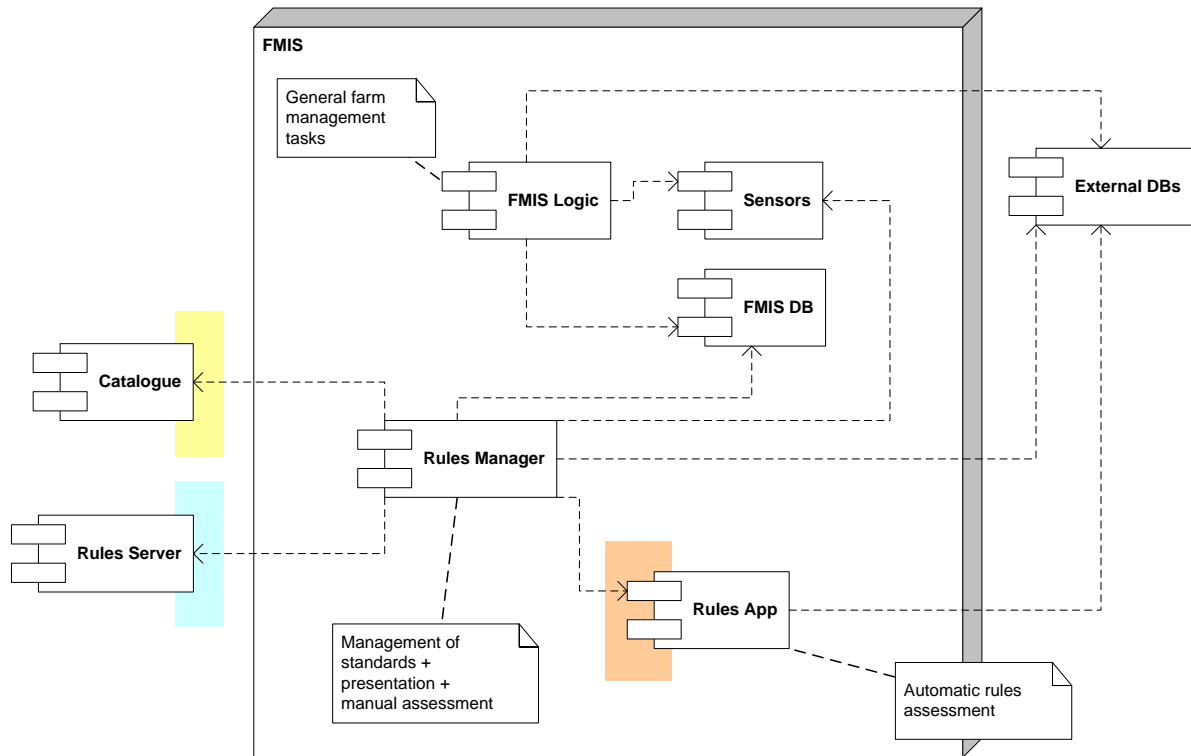 FMIS
General farm
management
tasks
FMIS Logic
Sensors
External DBs
FMIS DB
Catalogue
Rules Manager
Rules Server
Rules App
Management of
standards +
presentation +
manual assessment
Automatic rules
assessment